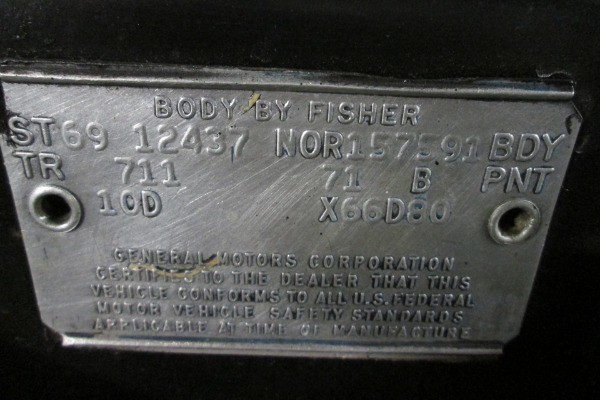 BODY BY FISHER
ST69 12437 NOR157591 BDY
TR 711 71 B PNT
10D X66D80
GENERAL MOTORS CORPORATION
CERTIFIES TO THE DEALER THAT THIS
VEHICLE CONFORMS TO ALL U.S. FEDERAL
MOTOR VEHICLE SAFETY STANDARDS
APPLICABLE AT TIME OF MANUFACTURE